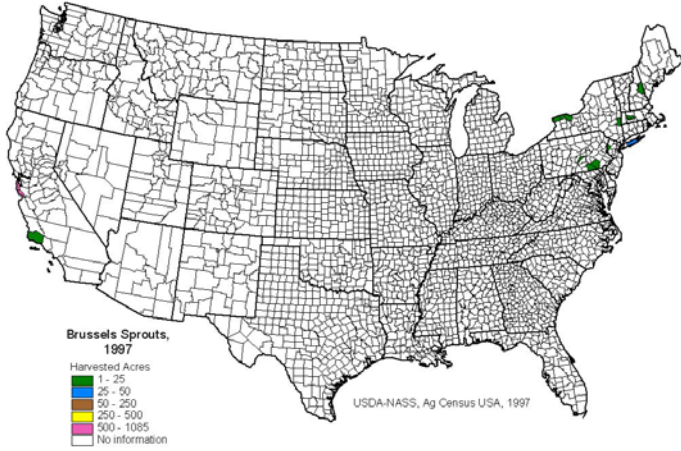 Brussels Sprouts,
1997
Harvested Acres
1 - 25
25 - 50
50 - 250
250 - 500
500 - 1085
No information
USDA-NASS, Ag Census USA, 1997